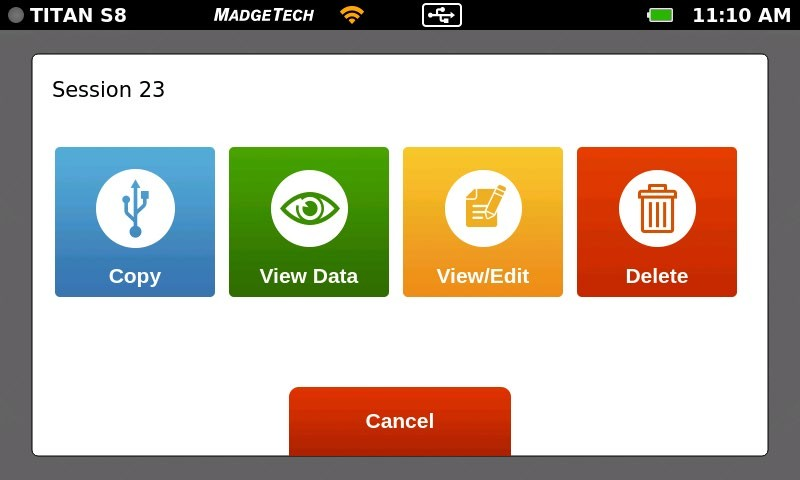 TITAN S8
MADGETECH
11:10 AM
Session 23
Copy
View Data
View/Edit
Delete
Cancel